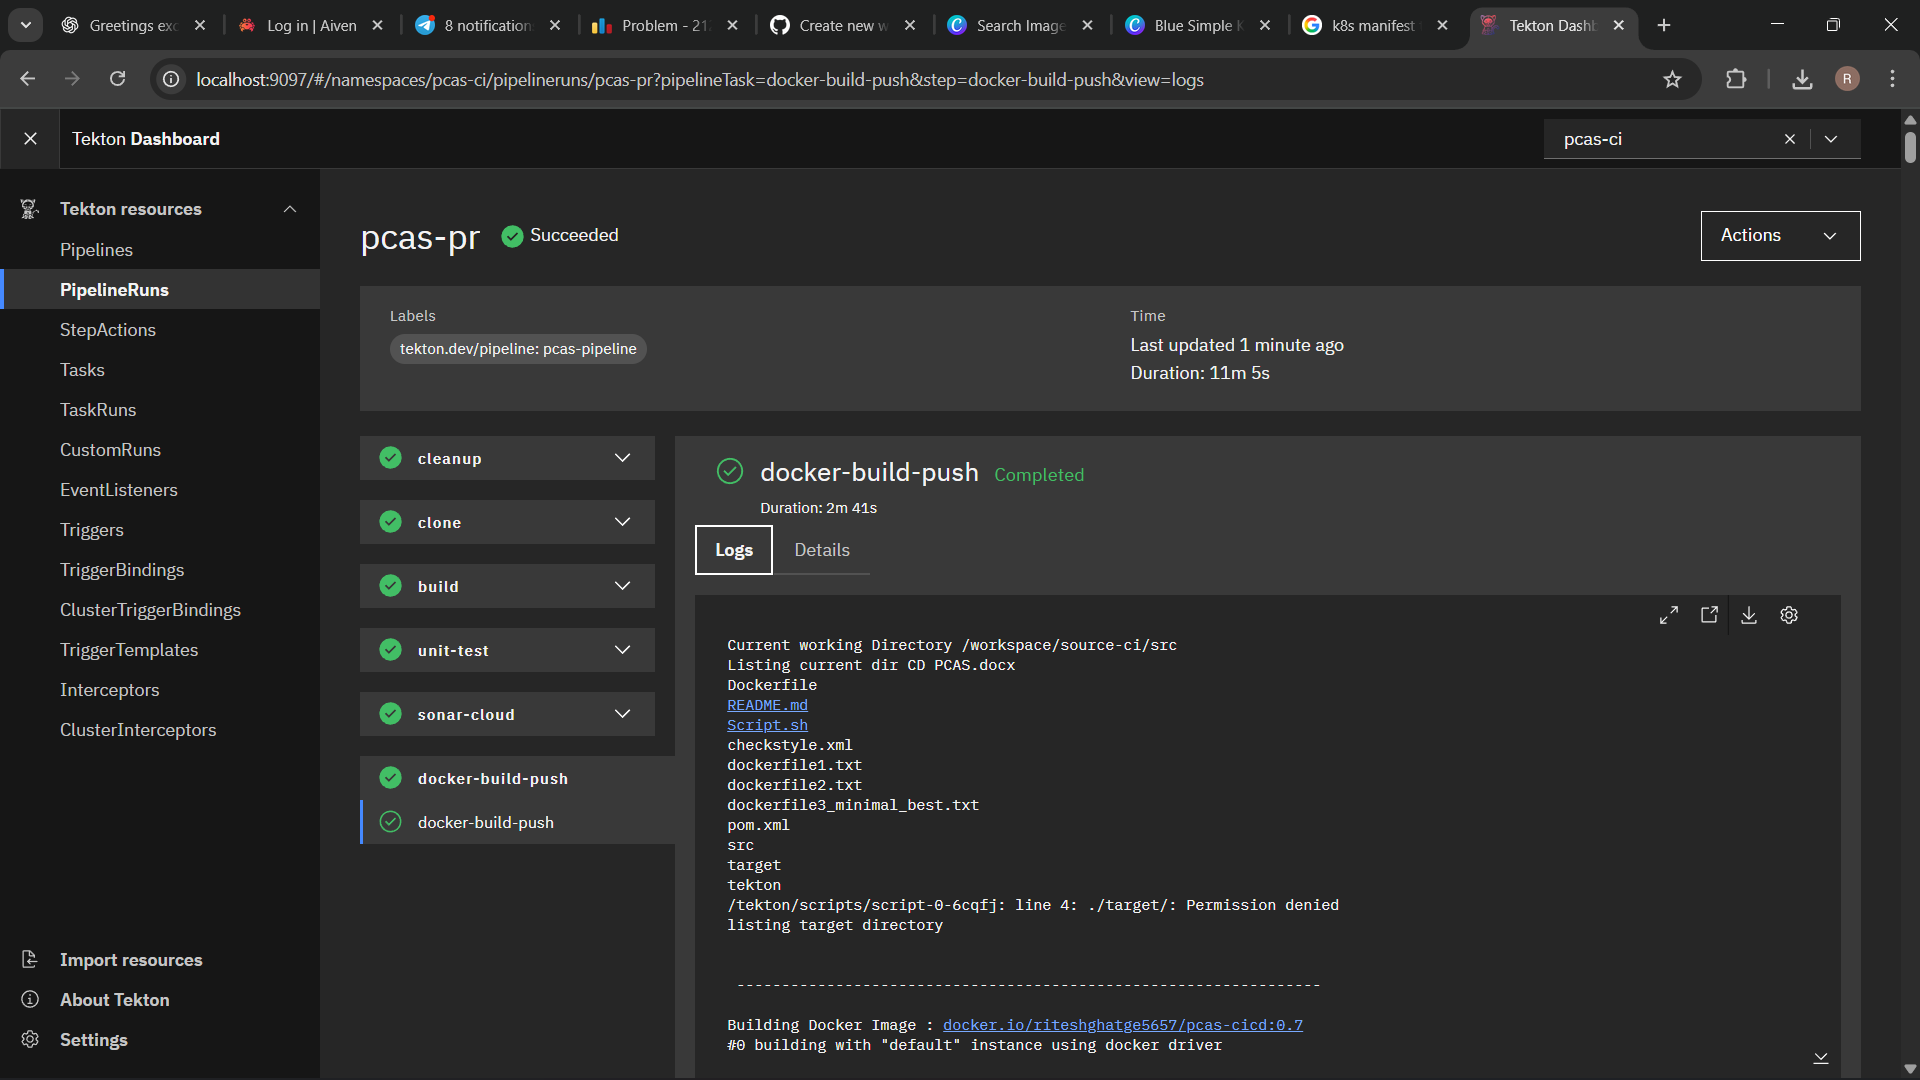 Greetings exc
Log in | Aiven
8 notification
Problem - 21
Create new w
Search Image
Blue Simple K
k8s manifest
Tekton Dashb
localhost:9097/#/namespaces/pcas-ci/pipelineruns/pcas-pr?pipelineTask=docker-build-push&step=docker-build-push&view=logs
R
Tekton Dashboard
pcas-ci
Tekton resources
Pipelines
PipelineRuns
StepActions
Tasks
TaskRuns
CustomRuns
EventListeners
Triggers
TriggerBindings
ClusterTriggerBindings
TriggerTemplates
Interceptors
ClusterInterceptors
Import resources
About Tekton
Settings
pcas-pr
Succeeded
Actions
Labels
tekton.dev/pipeline: pcas-pipeline
Time
Last updated 1 minute ago
Duration: 11m 5s
cleanup
clone
build
unit-test
sonar-cloud
docker-build-push
docker-build-push
docker-build-push Completed
Duration: 2m 41s
Logs
Details
Current working Directory /workspace/source-ci/src
Listing current dir CD PCAS.docx
Dockerfile
README.md
Script.sh
checkstyle.xml
dockerfile1.txt
dockerfile2.txt
dockerfile3_minimal_best.txt
pom.xml
src
target
tekton
/tekton/scripts/script-0-6cqfj: line 4: ./target/: Permission denied
listing target directory
-----------------------------------------------------------------
Building Docker Image : docker.io/riteshghatge5657/pcas-cicd:0.7
#0 building with "default" instance using docker driver